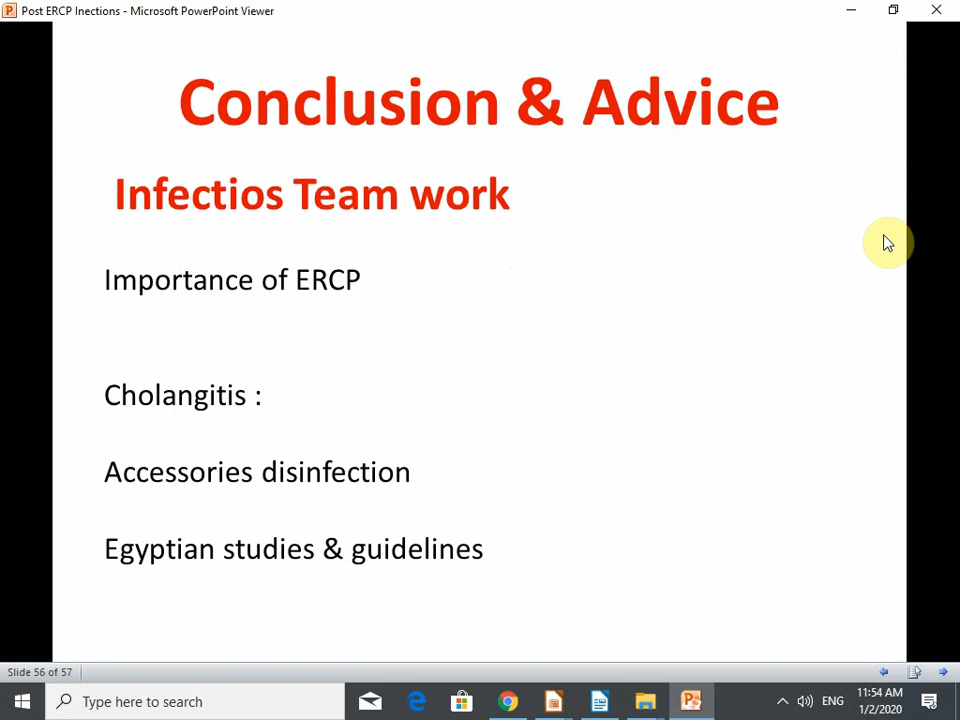 Post ERCP Inections - Microsoft PowerPoint Viewer
Conclusion & Advice
Infectios Team work
Importance of ERCP
Cholangitis :
Accessories disinfection
Egyptian studies & guidelines
Slide 56 of 57
Type here to search
ENG
11:54 AM
1/2/2020